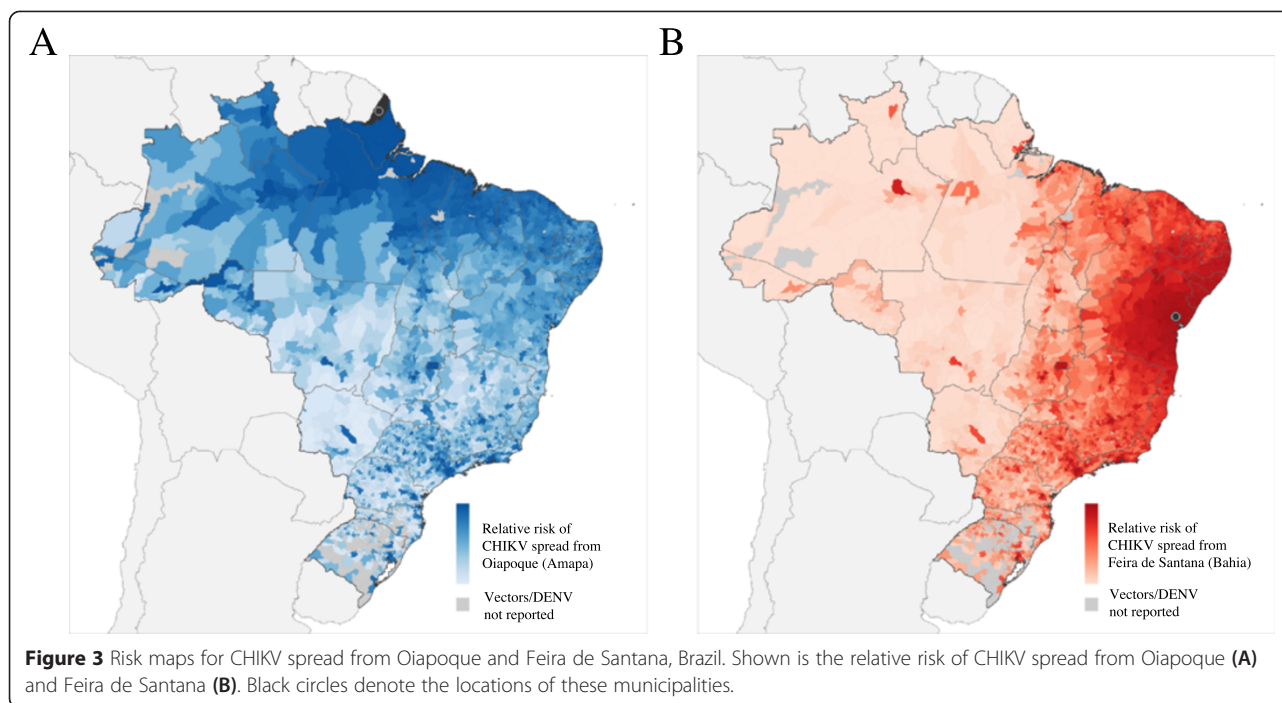 A
B
Relative risk of
CHIKV spread from
Oiapoque (Amapa)
Vectors/DENV
not reported
Relative risk of
CHIKV spread from
Feira de Santana (Bahia)
Vectors/DENV
not reported
Figure 3 Risk maps for CHIKV spread from Oiapoque and Feira de Santana, Brazil. Shown is the relative risk of CHIKV spread from Oiapoque (A)
and Feira de Santana (B). Black circles denote the locations of these municipalities.